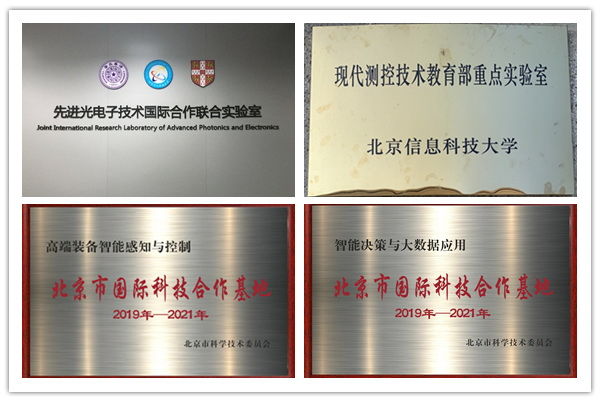 先进光电子技术国际合作联合实验室
Joint International Research Laboratory of Advanced Photonics and Electronics
现代测控技术教育部重点实验室
北京信息科技大学
高端装备智能感知与控制
北京市国际科技合作基地
2019年—2021年
北京市科学技术委员会
智能决策与大数据应用
北京市国际科技合作基地
2019年—2021年
北京市科学技术委员会